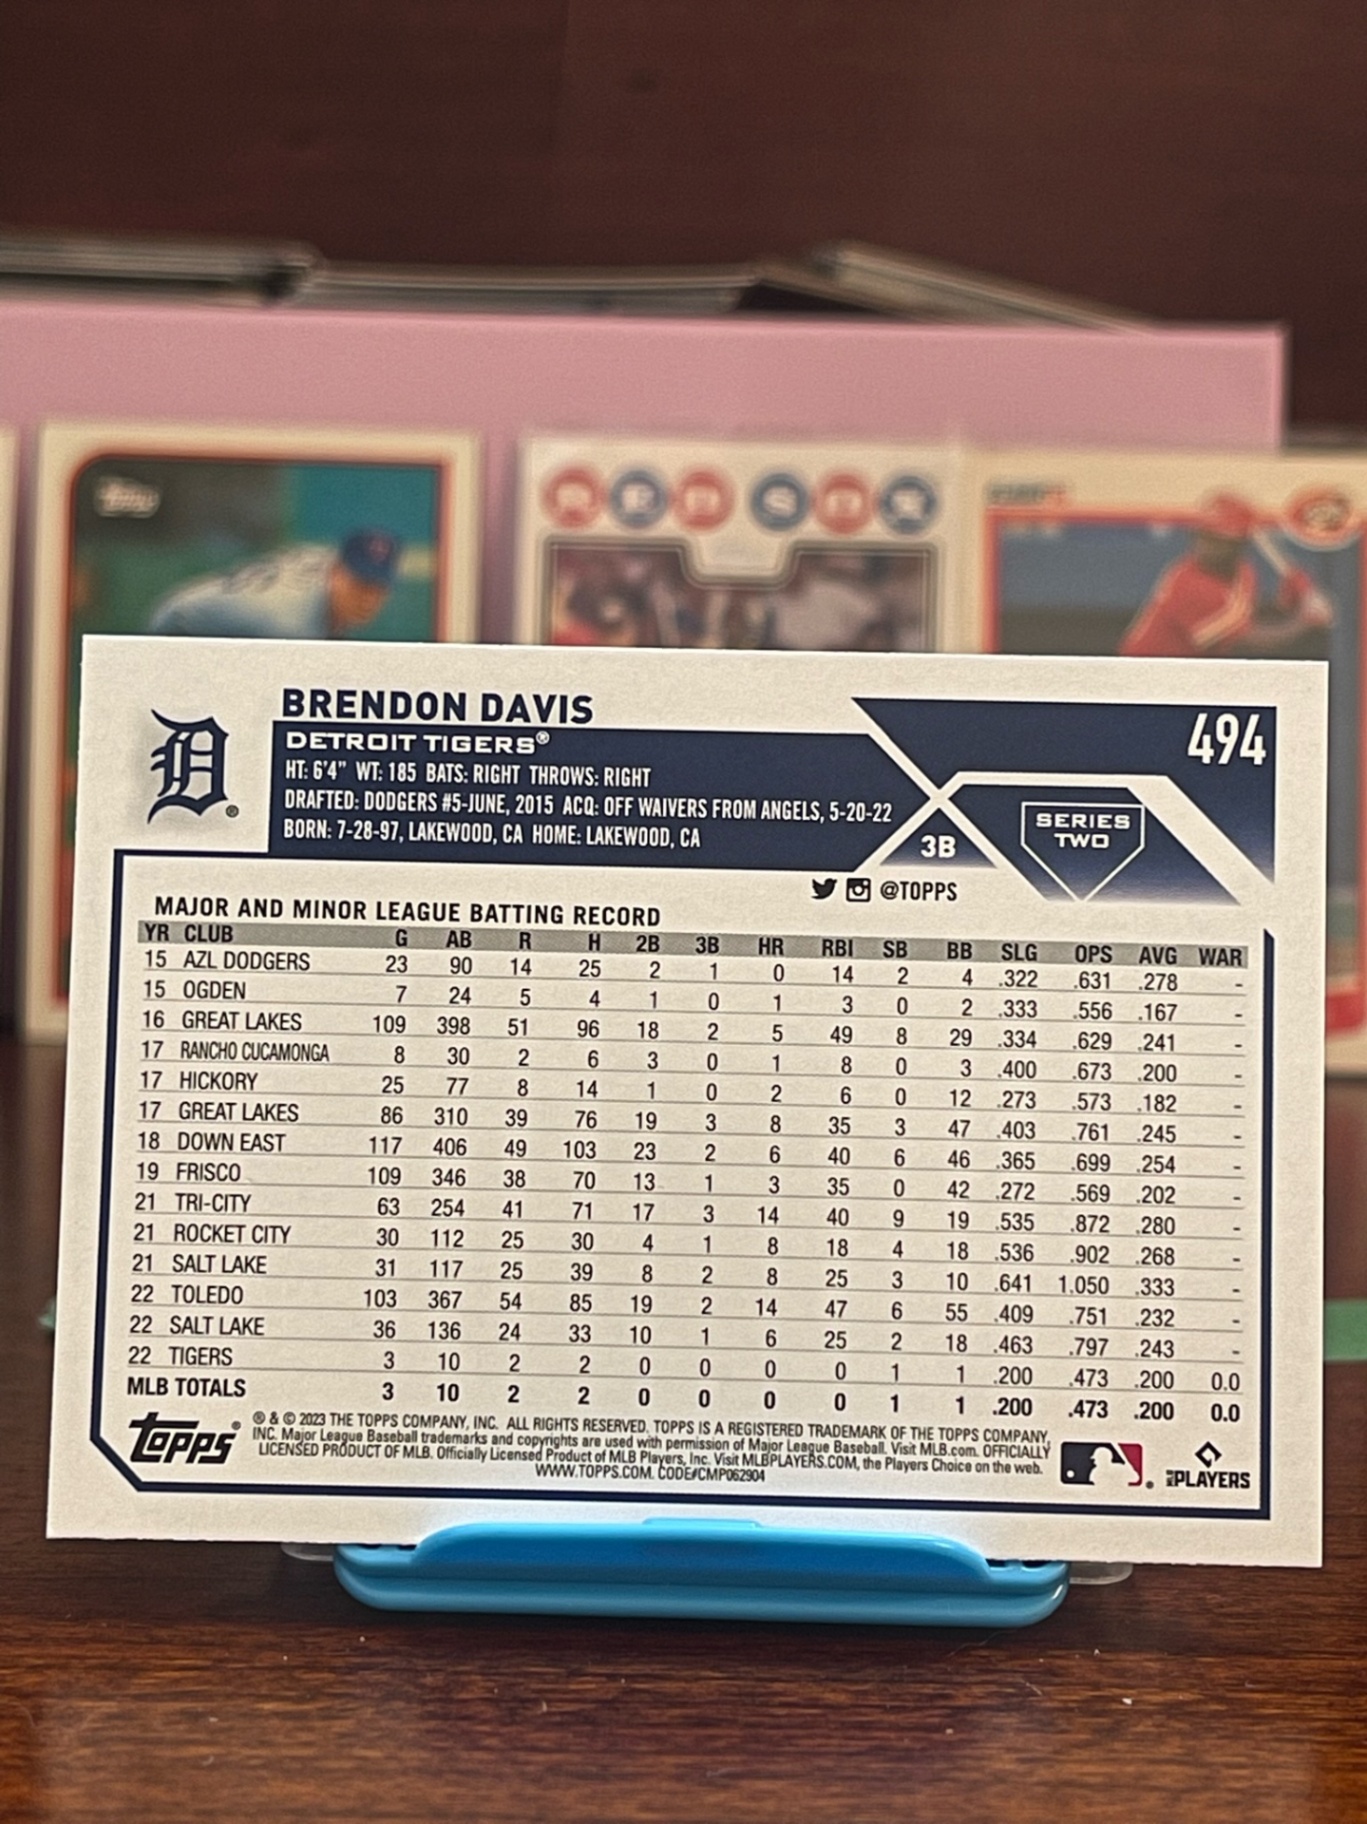 Topps
RED SOX
BRENDON DAVIS
494
DETROIT TIGERS®
HT: 6'4" WT: 185 BATS: RIGHT THROWS: RIGHT
DRAFTED: DODGERS #5-JUNE, 2015 ACQ: OFF WAIVERS FROM ANGELS, 5-20-22
BORN: 7-28-97, LAKEWOOD, CA HOME: LAKEWOOD, CA
3B
SERIES
TWO
@TOPPS
MAJOR AND MINOR LEAGUE BATTING RECORD
YR CLUB G AB R H 2B 3B HR RBI SB BB SLG OPS AVG WAR
15 AZL DODGERS 23 90 14 25 2 1 0 14 2 4 .322 .631 .278 -
15 OGDEN 7 24 5 4 1 0 1 3 0 2 .333 .556 .167 -
16 GREAT LAKES 109 398 51 96 18 2 5 49 8 29 .334 .629 .241 -
17 RANCHO CUCAMONGA 8 30 2 6 3 0 1 8 0 3 .400 .673 .200 -
17 HICKORY 25 77 8 14 1 0 2 6 0 12 .273 .573 .182 -
17 GREAT LAKES 86 310 39 76 19 3 8 35 3 47 .403 .761 .245 -
18 DOWN EAST 117 406 49 103 23 2 6 40 6 46 .365 .699 .254 -
19 FRISCO 109 346 38 70 13 1 3 35 0 42 .272 .569 .202 -
21 TRI-CITY 63 254 41 71 17 3 14 40 9 19 .535 .872 .280 -
21 ROCKET CITY 30 112 25 30 4 1 8 18 4 18 .536 .902 .268 -
21 SALT LAKE 31 117 25 39 8 2 8 25 3 10 .641 1.050 .333 -
22 TOLEDO 103 367 54 85 19 2 14 47 6 55 .409 .751 .232 -
22 SALT LAKE 36 136 24 33 10 1 6 25 2 18 .463 .797 .243 -
22 TIGERS 3 10 2 2 0 0 0 0 1 1 .200 .473 .200 0.0
MLB TOTALS 3 10 2 2 0 0 0 0 1 1 .200 .473 .200 0.0
Topps®
® & © 2023 THE TOPPS COMPANY, INC. ALL RIGHTS RESERVED. TOPPS IS A REGISTERED TRADEMARK OF THE TOPPS COMPANY,
INC. Major League Baseball trademarks and copyrights are used with permission of Major League Baseball. Visit MLB.com. OFFICIALLY
LICENSED PRODUCT OF MLB. Officially Licensed Product of MLB Players, Inc. Visit MLBPLAYERS.COM, the Players Choice on the web.
WWW.TOPPS.COM. CODE#CMP062904
MLB PLAYERS